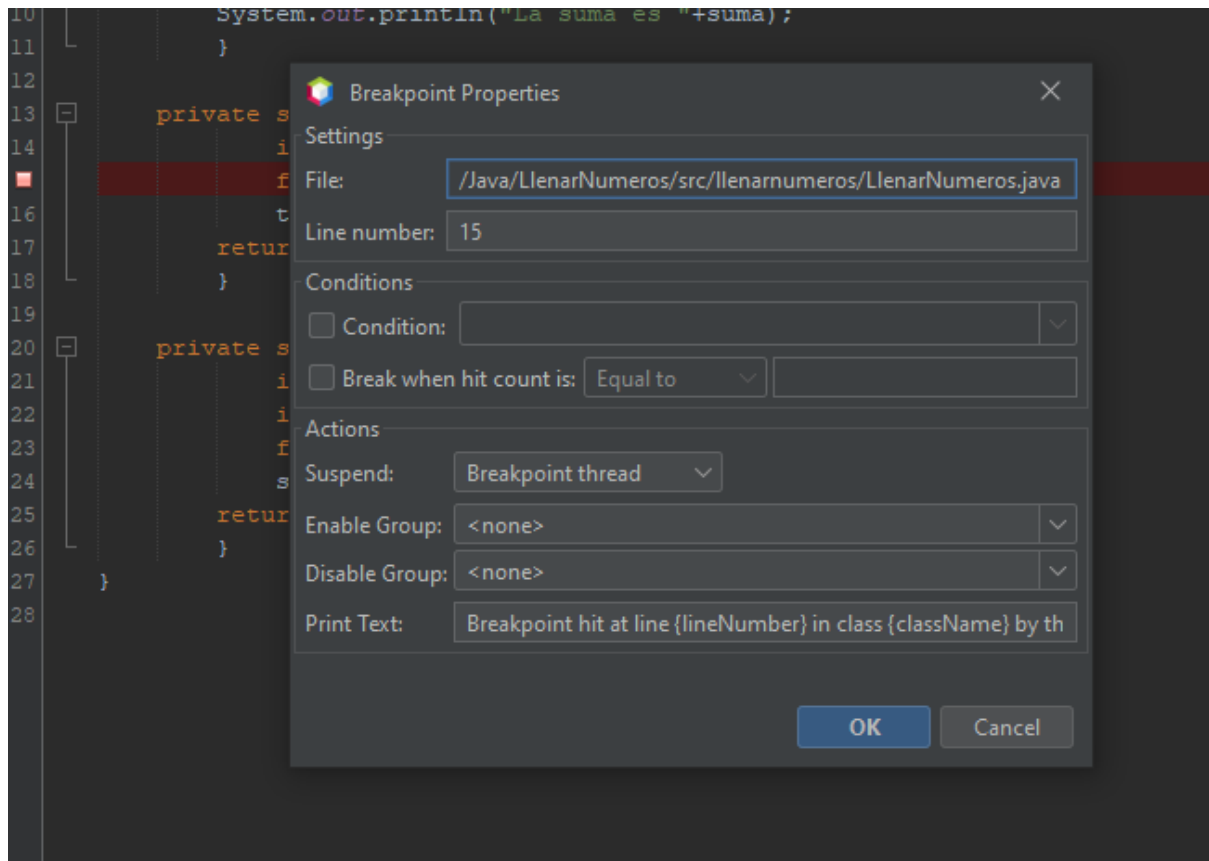 10 System.out.println("La suma es "+suma);
11 }
12
Breakpoint Properties
13 private s
Settings
14 i
f File: /Java/LlenarNumeros/src/llenarnumeros/LlenarNumeros.java
16 t
Line number: 15
17 retur
18 }
Conditions
19
Condition:
20 private s
21 i
Break when hit count is: Equal to
22 i
Actions
23 f
24 s
Suspend: Breakpoint thread
25 retur
Enable Group: <none>
26 }
Disable Group: <none>
27 }
28
Print Text: Breakpoint hit at line {lineNumber} in class {className} by th
OK Cancel